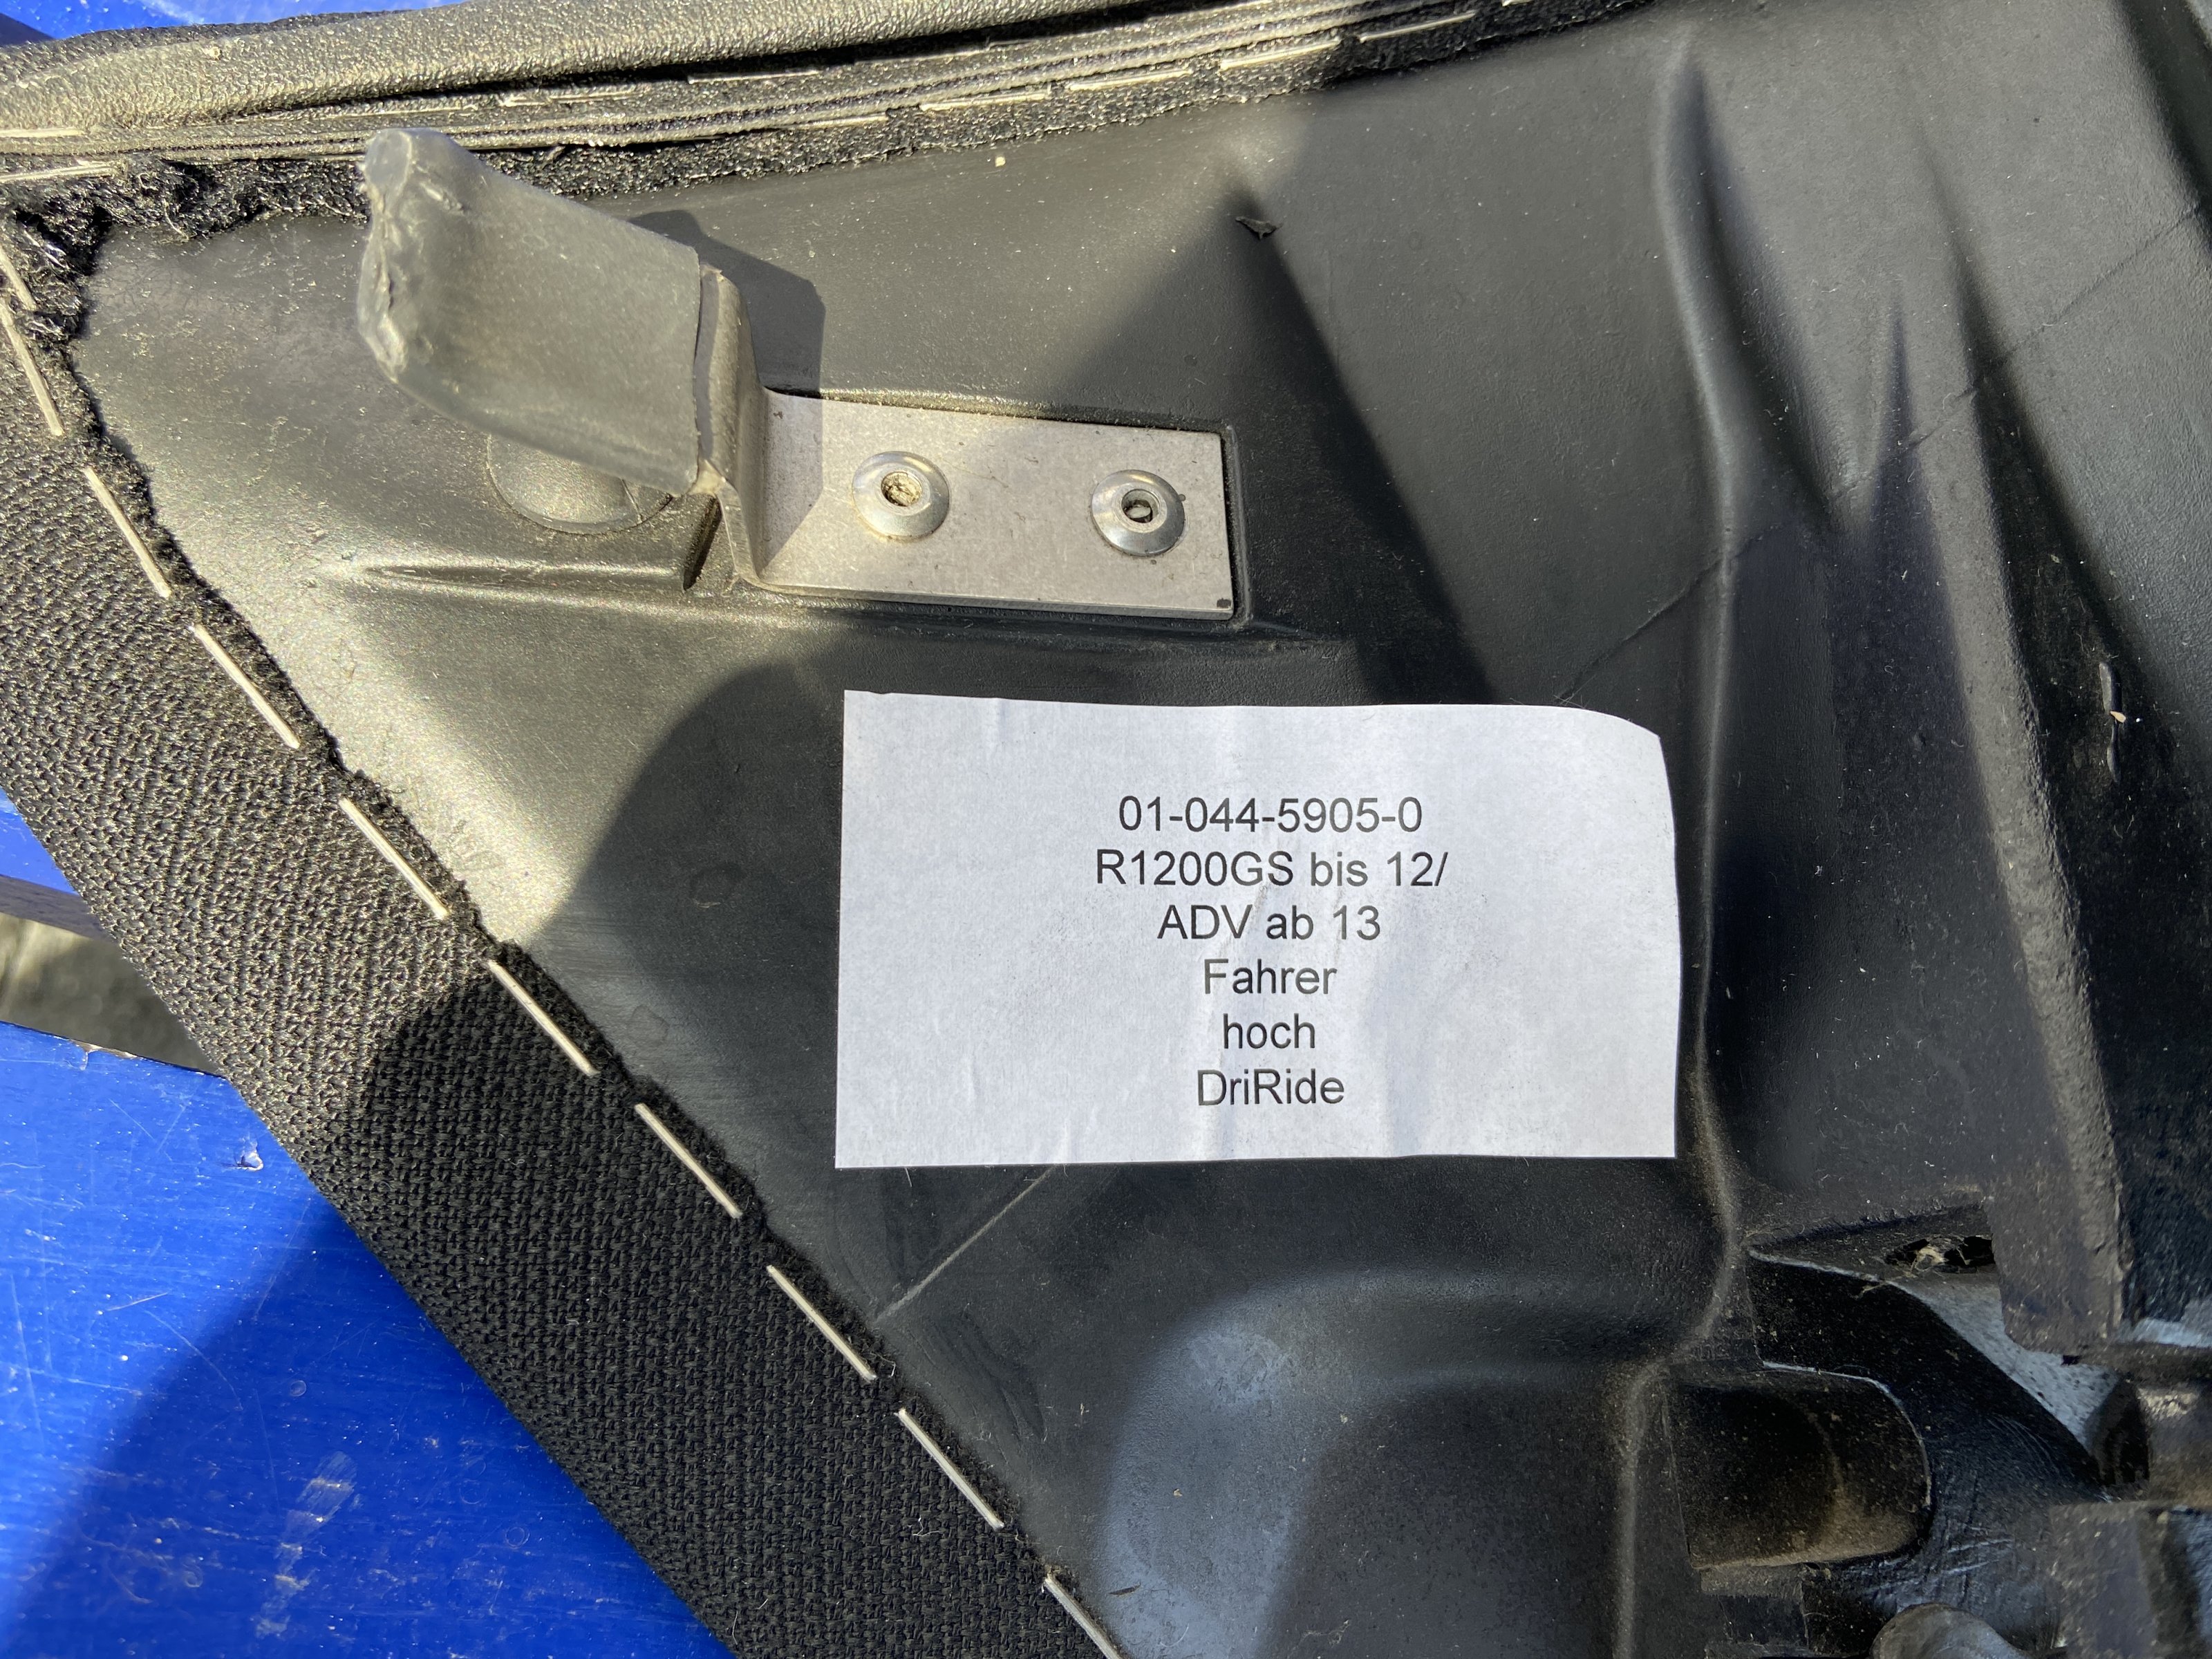 01-044-5905-0
R1200GS bis 12/
ADV ab 13
Fahrer
hoch
DriRide